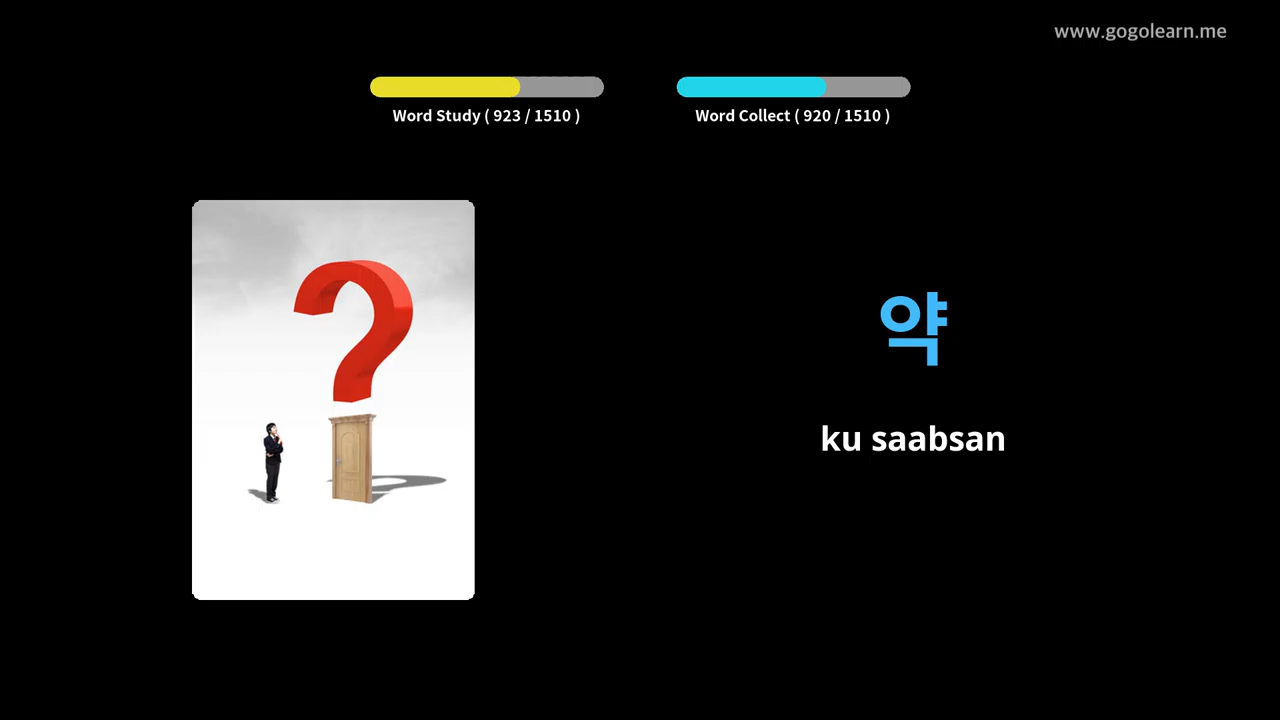 www.gogolearn.me
Word Study ( 923 / 1510 )
Word Collect ( 920 / 1510 )
약
ku saabsan